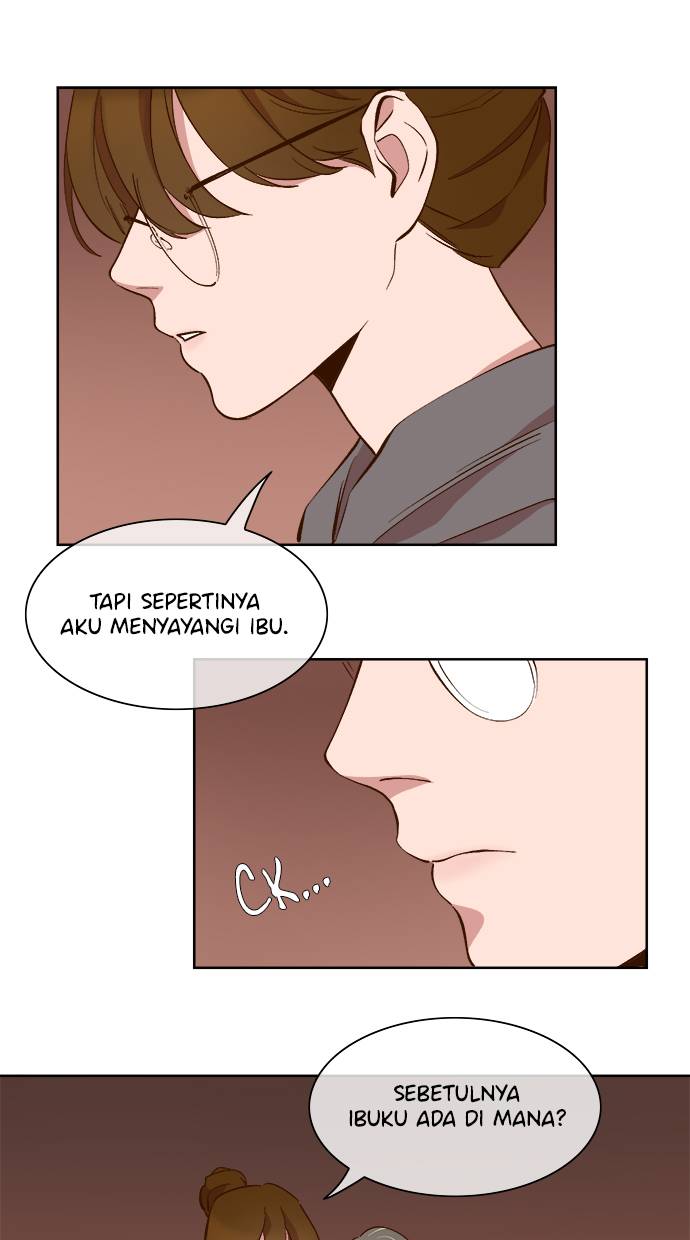 TAPI SEPERTINYA
AKU MENYAYANGI IBU.
CK...
SEBETULNYA
IBUKU ADA DI MANA?